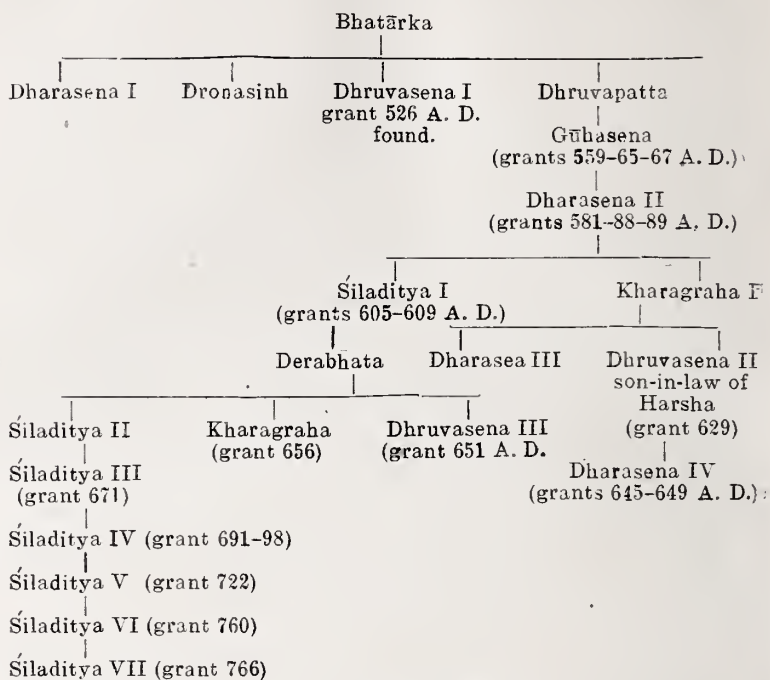 Bhatārka
Dharasena I Dronasinh Dhruvasena I Dhruvapatta
grant 526 A. D.
found.
Gūhasena
(grants 559-65-67 A. D.)
Dharasena II
(grants 581-88-89 A. D.)
Śiladitya I Kharagraha I
(grants 605-609 A. D.)
Derabhata Dharasea III Dhruvasena II
son-in-law of
Harsha
(grant 629)
Śiladitya II Kharagraha Dhruvasena III
(grant 656) (grant 651 A. D.
Śiladitya III Dharasena IV
(grant 671) (grants 645-649 A. D.)
Śiladitya IV (grant 691-98)
Śiladitya V (grant 722)
Śiladitya VI (grant 760)
Śiladitya VII (grant 766)